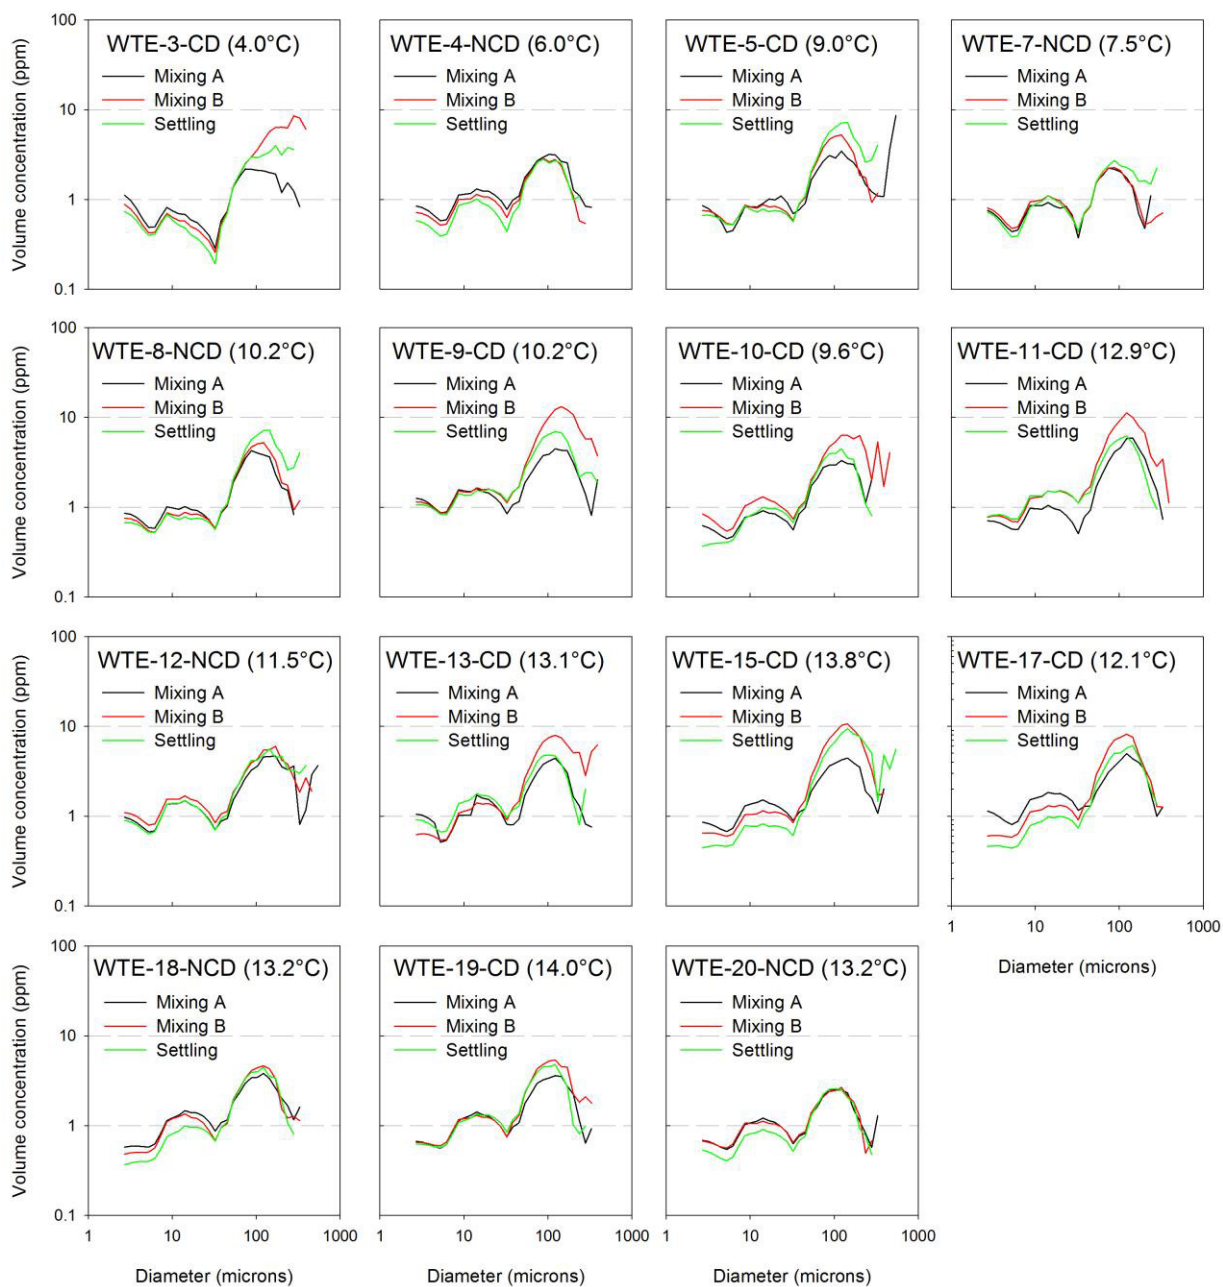 WTE-3-CD (4.0°C)
Mixing A
Mixing B
Settling
WTE-4-NCD (6.0°C)
Mixing A
Mixing B
Settling
WTE-5-CD (9.0°C)
Mixing A
Mixing B
Settling
WTE-7-NCD (7.5°C)
Mixing A
Mixing B
Settling
100
10
1
0.1
Volume concentration (ppm)
WTE-8-NCD (10.2°C)
Mixing A
Mixing B
Settling
WTE-9-CD (10.2°C)
Mixing A
Mixing B
Settling
WTE-10-CD (9.6°C)
Mixing A
Mixing B
Settling
WTE-11-CD (12.9°C)
Mixing A
Mixing B
Settling
100
10
1
0.1
Volume concentration (ppm)
WTE-12-NCD (11.5°C)
Mixing A
Mixing B
Settling
WTE-13-CD (13.1°C)
Mixing A
Mixing B
Settling
WTE-15-CD (13.8°C)
Mixing A
Mixing B
Settling
WTE-17-CD (12.1°C)
Mixing A
Mixing B
Settling
100
10
1
0.1
Volume concentration (ppm)
1 10 100 1000
Diameter (microns)
WTE-18-NCD (13.2°C)
Mixing A
Mixing B
Settling
WTE-19-CD (14.0°C)
Mixing A
Mixing B
Settling
WTE-20-NCD (13.2°C)
Mixing A
Mixing B
Settling
100
10
1
0.1
Volume concentration (ppm)
1 10 100 1000
1 10 100 1000
1 10 100 1000
Diameter (microns)
Diameter (microns)
Diameter (microns)